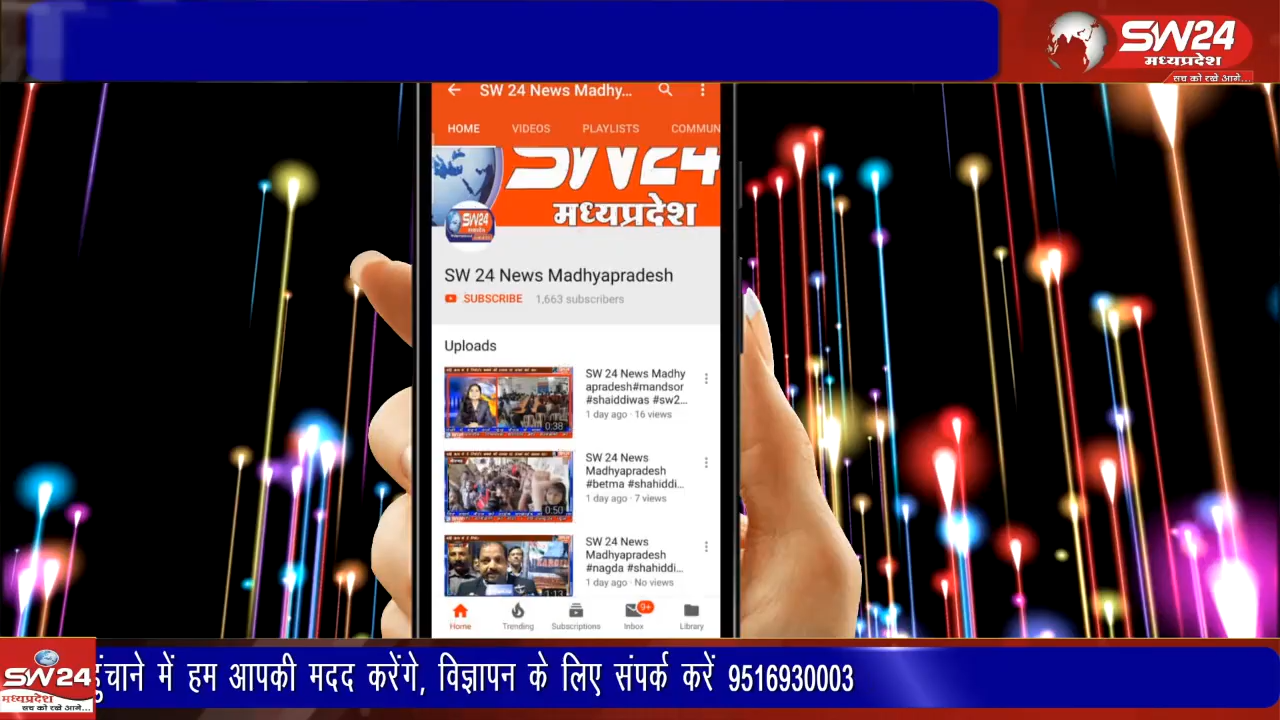 SW24
मध्यप्रदेश
सच को रखे आगे...
SW 24 News Madhy...
HOME VIDEOS PLAYLISTS COMMUN
SW24
मध्यप्रदेश
SW24
SW 24 News Madhyapradesh
SUBSCRIBE 1,663 subscribers
Uploads
SW 24 News Madhy
apradesh#mandsor
#shaiddiwas #sw2...
1 day ago · 16 views
0:38
SW 24 News
Madhyapradesh
#betma #shahiddi...
1 day ago · 7 views
0:50
SW 24 News
Madhyapradesh
#nagda #shahiddi...
1 day ago · No views
1:13
9+
Home Trending Subscriptions Inbox Library
SW24
मध्यप्रदेश
सच को रखे आगे...
हुंचाने में हम आपकी मदद करेंगे, विज्ञापन के लिए संपर्क करें 9516930003